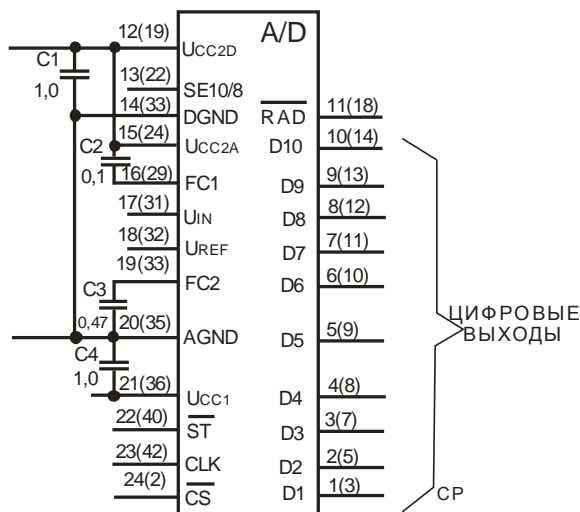 A/D
C1
1,0
12(19)
UCC2D
13(22)
SE10/8
14(33)
DGND
15(24)
UCC2A
C2
0,1
16(29)
FC1
17(31)
UIN
18(32)
UREF
19(33)
FC2
C3
0,47
20(35)
AGND
C4
1,0
21(36)
UCC1
22(40)
ST
23(42)
CLK
24(2)
CS
RAD
11(18)
D10
10(14)
D9
9(13)
D8
8(12)
D7
7(11)
D6
6(10)
D5
5(9)
D4
4(8)
D3
3(7)
D2
2(5)
D1
1(3)
ЦИФРОВЫЕ
ВЫХОДЫ
СР